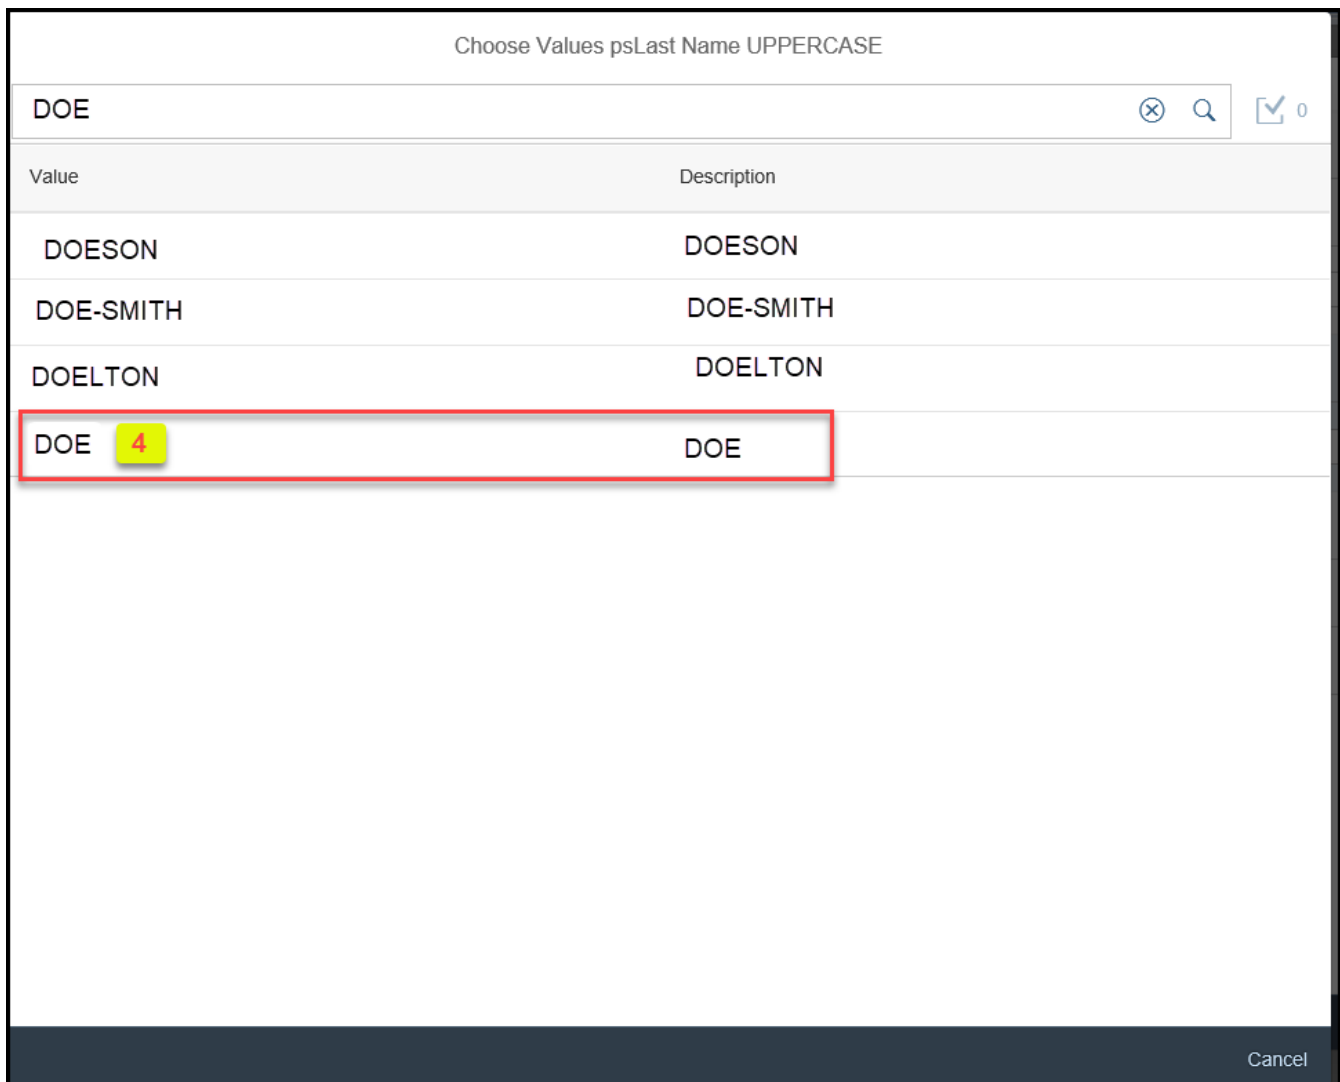 Choose Values psLast Name UPPERCASE
DOE 0
Value Description
DOESON DOESON
DOE-SMITH DOE-SMITH
DOELTON DOELTON
DOE 4 DOE
Cancel